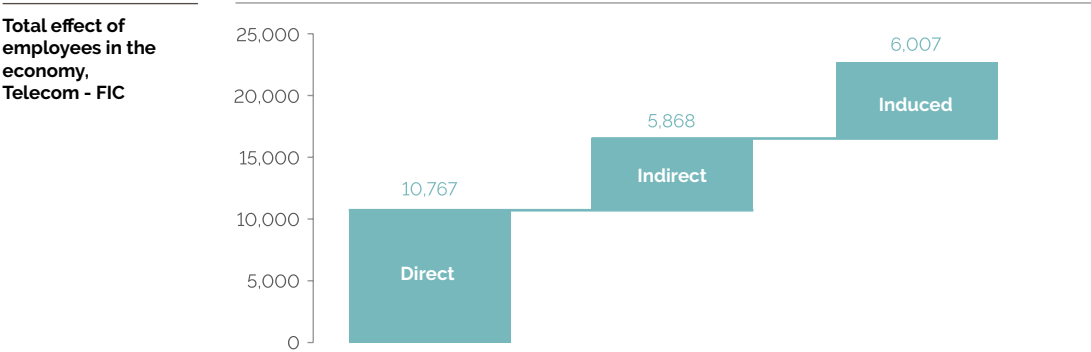 Total effect of
employees in the
economy,
Telecom - FIC
25,000
20,000
15,000
10,000
5,000
0
10,767
Direct
5,868
Indirect
6,007
Induced